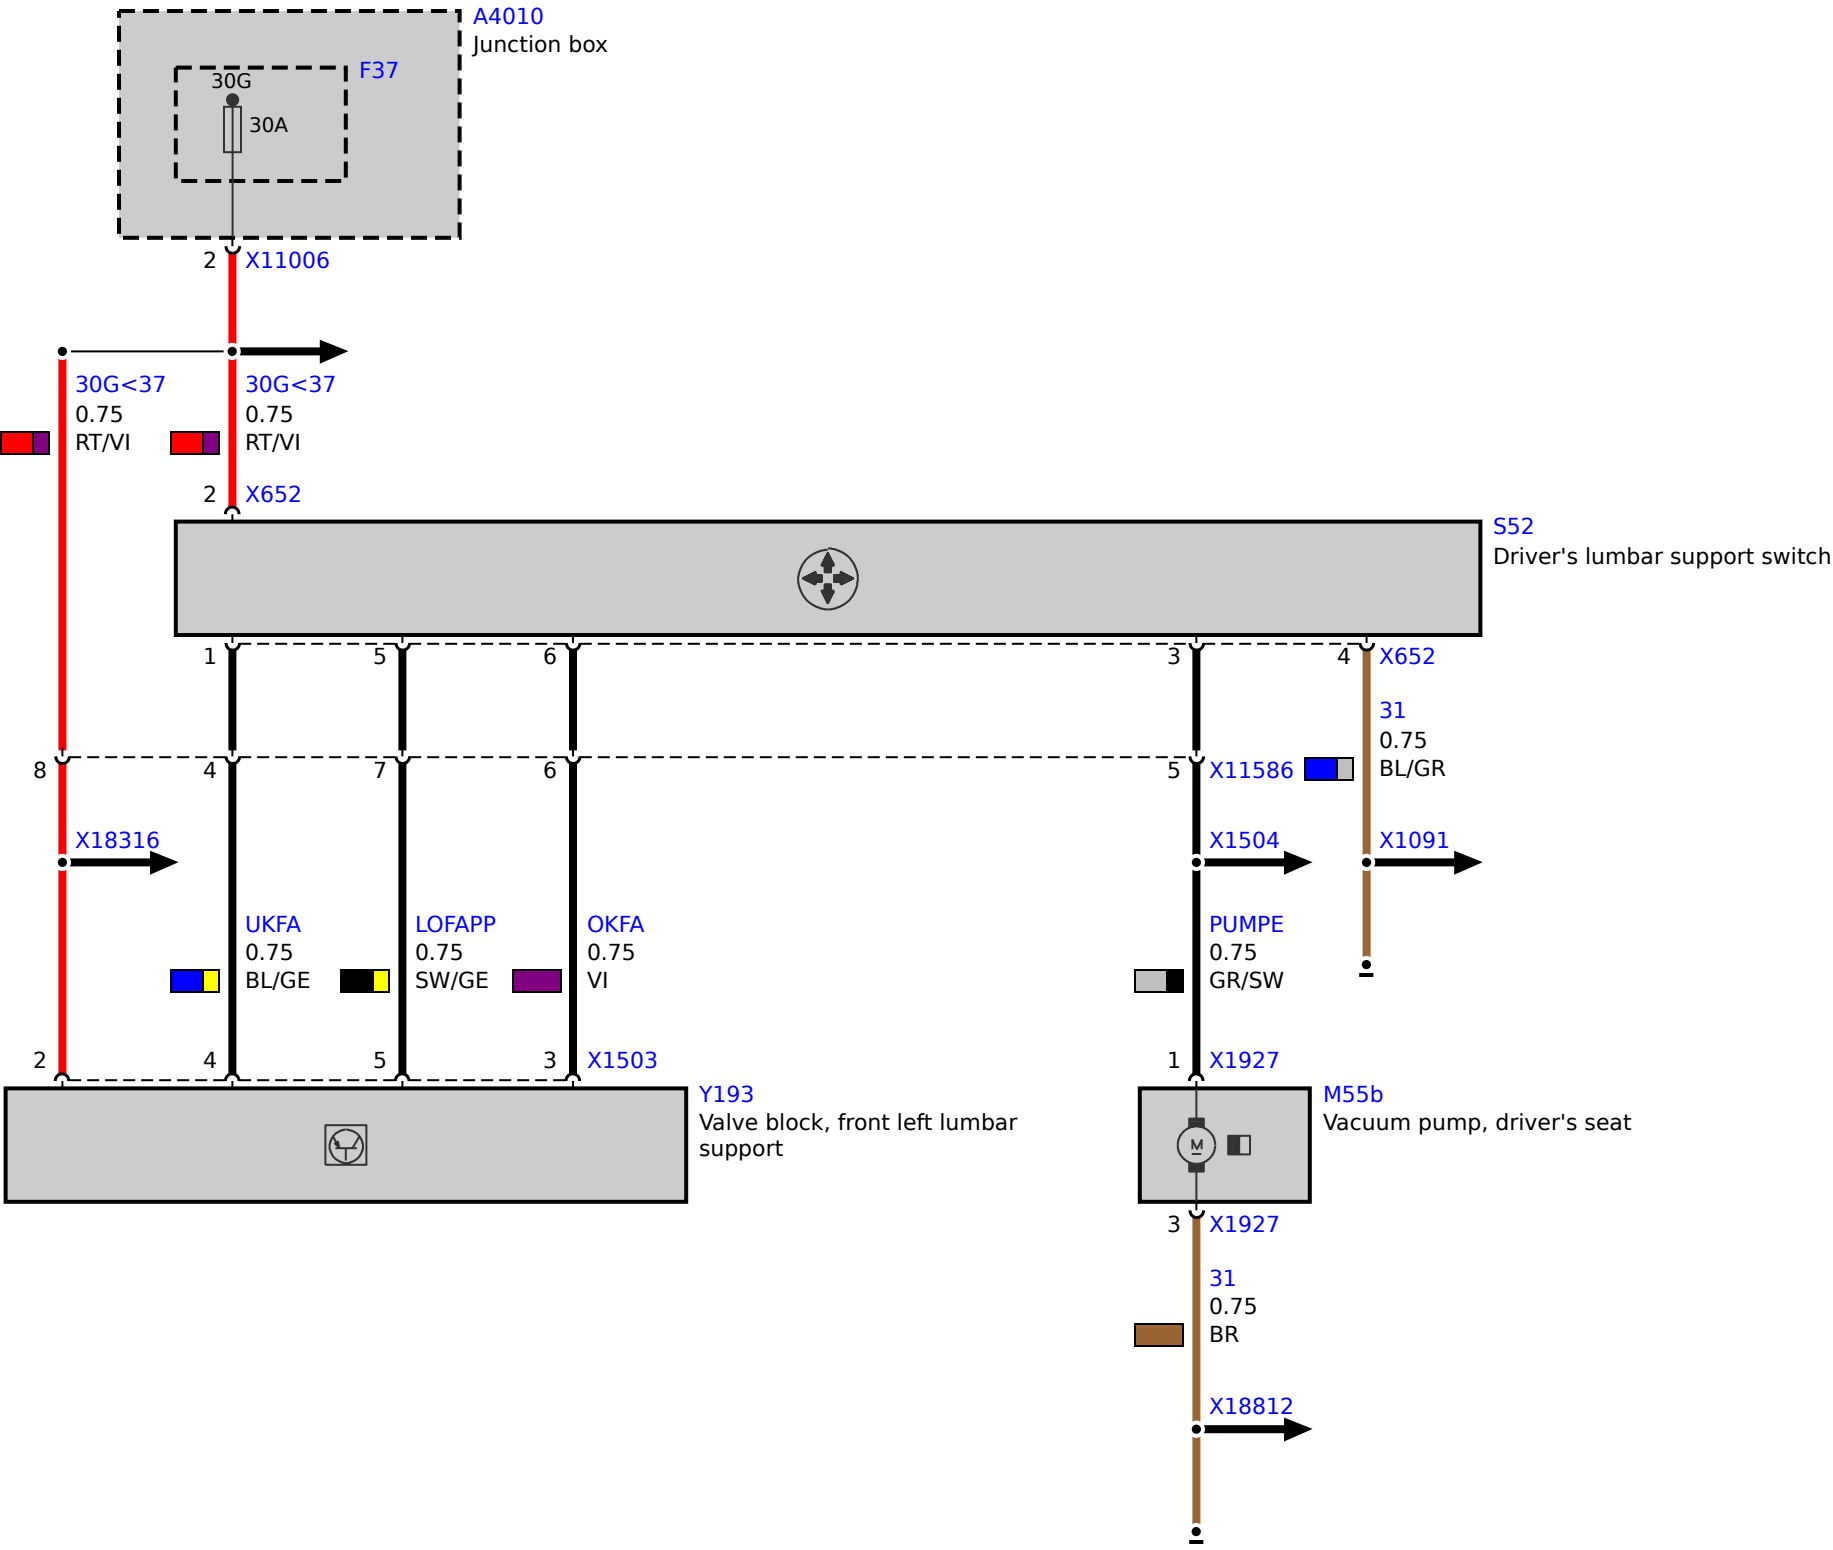 A4010
Junction box
F37
30G
30A
2 X11006
30G<37 30G<37
0.75 0.75
RT/VI RT/VI
2 X652
S52
Driver's lumbar support switch
1 5 6 3 4 X652
31
0.75
BL/GR
8 4 7 6 5 X11586
X18316 X1504 X1091
UKFA LOFAPP OKFA PUMPE
0.75 0.75 0.75 0.75
BL/GE SW/GE VI GR/SW
2 4 5 3 X1503 1 X1927
Y193
Valve block, front left lumbar
support
M55b
Vacuum pump, driver's seat
M
3 X1927
31
0.75
BR
X18812